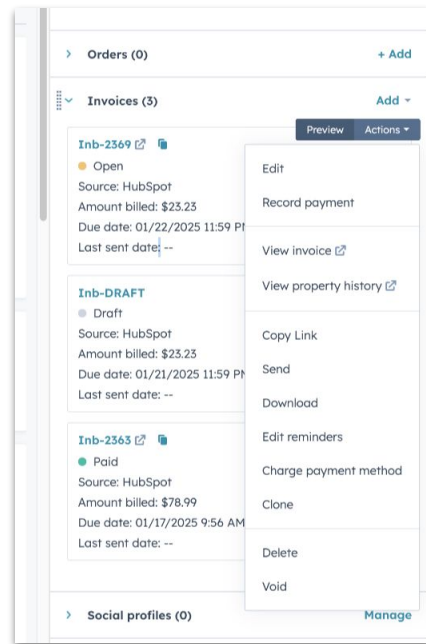 Orders (0) + Add
Invoices (3) Add
Preview Actions
Inb-2369
Open
Source: HubSpot
Amount billed: $23.23
Due date: 01/22/2025 11:59 P
Last sent date: --
Inb-DRAFT
Draft
Source: HubSpot
Amount billed: $23.23
Due date: 01/21/2025 11:59 P
Last sent date: --
Inb-2363
Paid
Source: HubSpot
Amount billed: $78.99
Due date: 01/17/2025 9:56 AM
Last sent date: --
Edit
Record payment
View invoice
View property history
Copy Link
Send
Download
Edit reminders
Charge payment method
Clone
Delete
Void
Social profiles (0) Manage